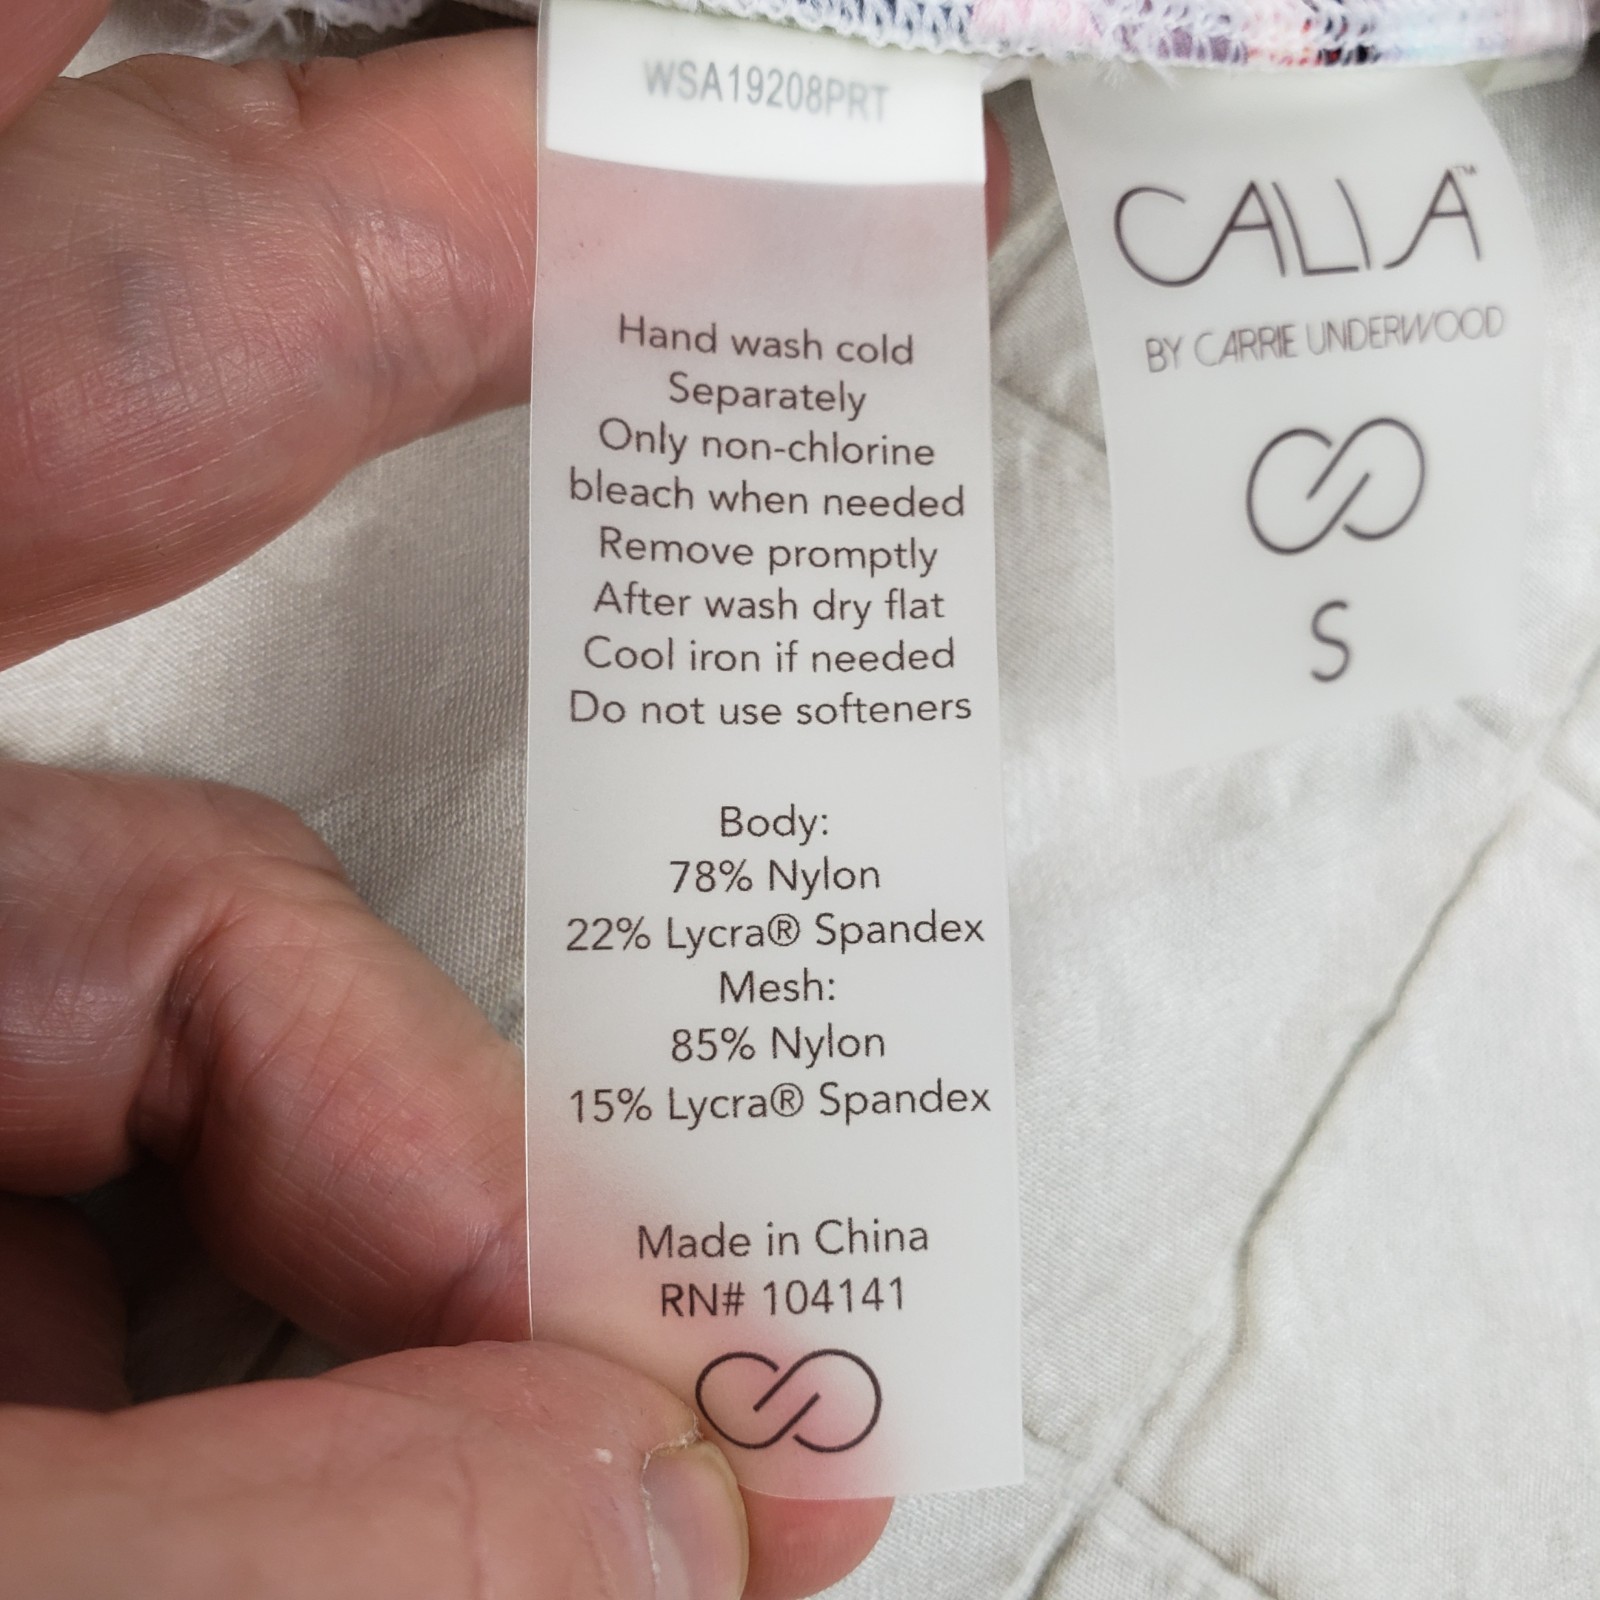 WSA19208PRT
Hand wash cold
Separately
Only non-chlorine
bleach when needed
Remove promptly
After wash dry flat
Cool iron if needed
Do not use softeners
Body:
78% Nylon
22% Lycra® Spandex
Mesh:
85% Nylon
15% Lycra® Spandex
Made in China
RN# 104141
CALIA™
BY CARRIE UNDERWOOD
S